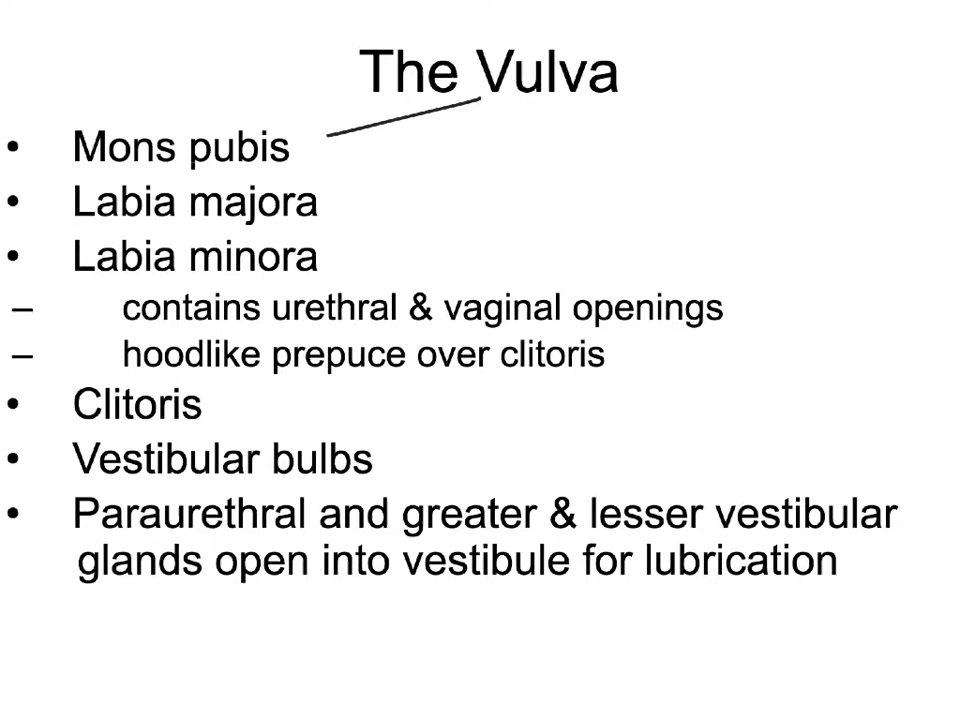 The Vulva
• Mons pubis
• Labia majora
• Labia minora
– contains urethral & vaginal openings
– hoodlike prepuce over clitoris
• Clitoris
• Vestibular bulbs
• Paraurethral and greater & lesser vestibular
glands open into vestibule for lubrication